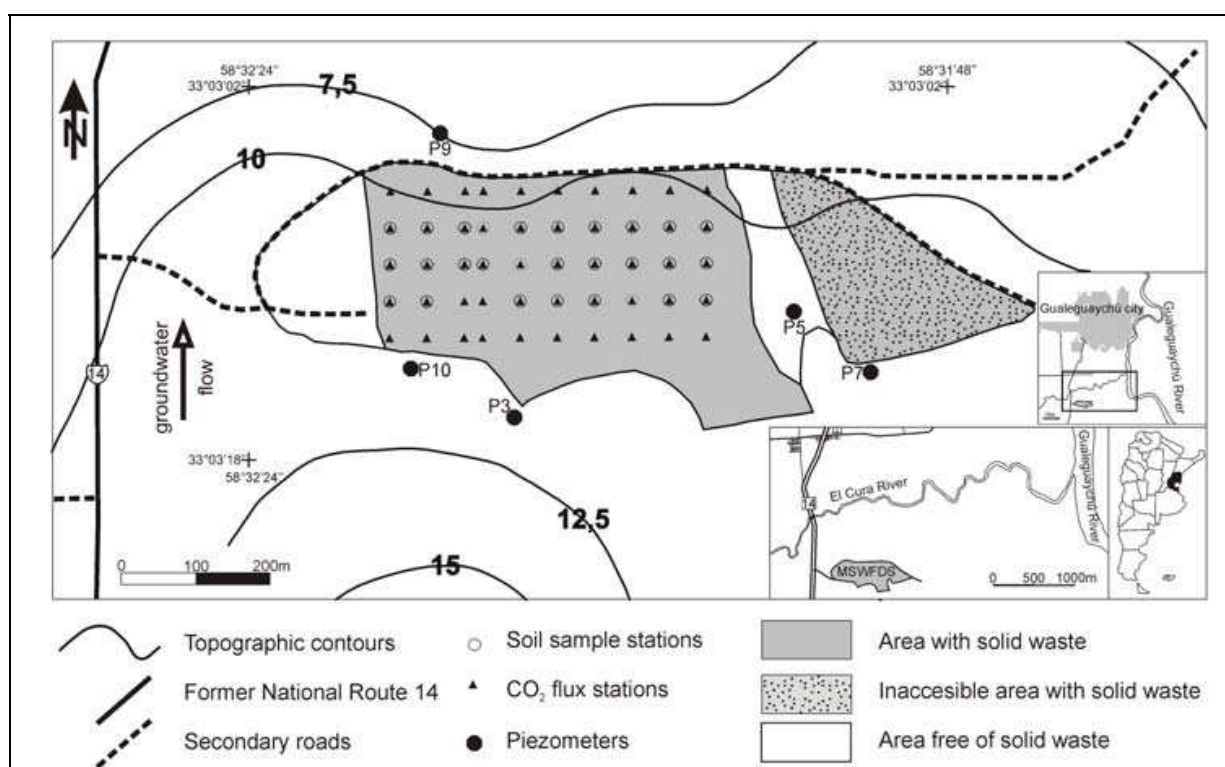 58°32'24"
33°03'02"
58°31'48"
33°03'02"
7,5
N
P9
10
P5
Gualeguaychú city
Gualeguaychú River
14
groundwater
flow
P10
P7
P3
33°03'18"
58°32'24"
El Cura River
Gualeguaychú River
14
12,5
15
MSWFDS
0 100 200m
0 500 1000m
Topographic contours
Soil sample stations
Area with solid waste
Former National Route 14
CO₂ flux stations
Inaccesible area with solid waste
Secondary roads
Piezometers
Area free of solid waste